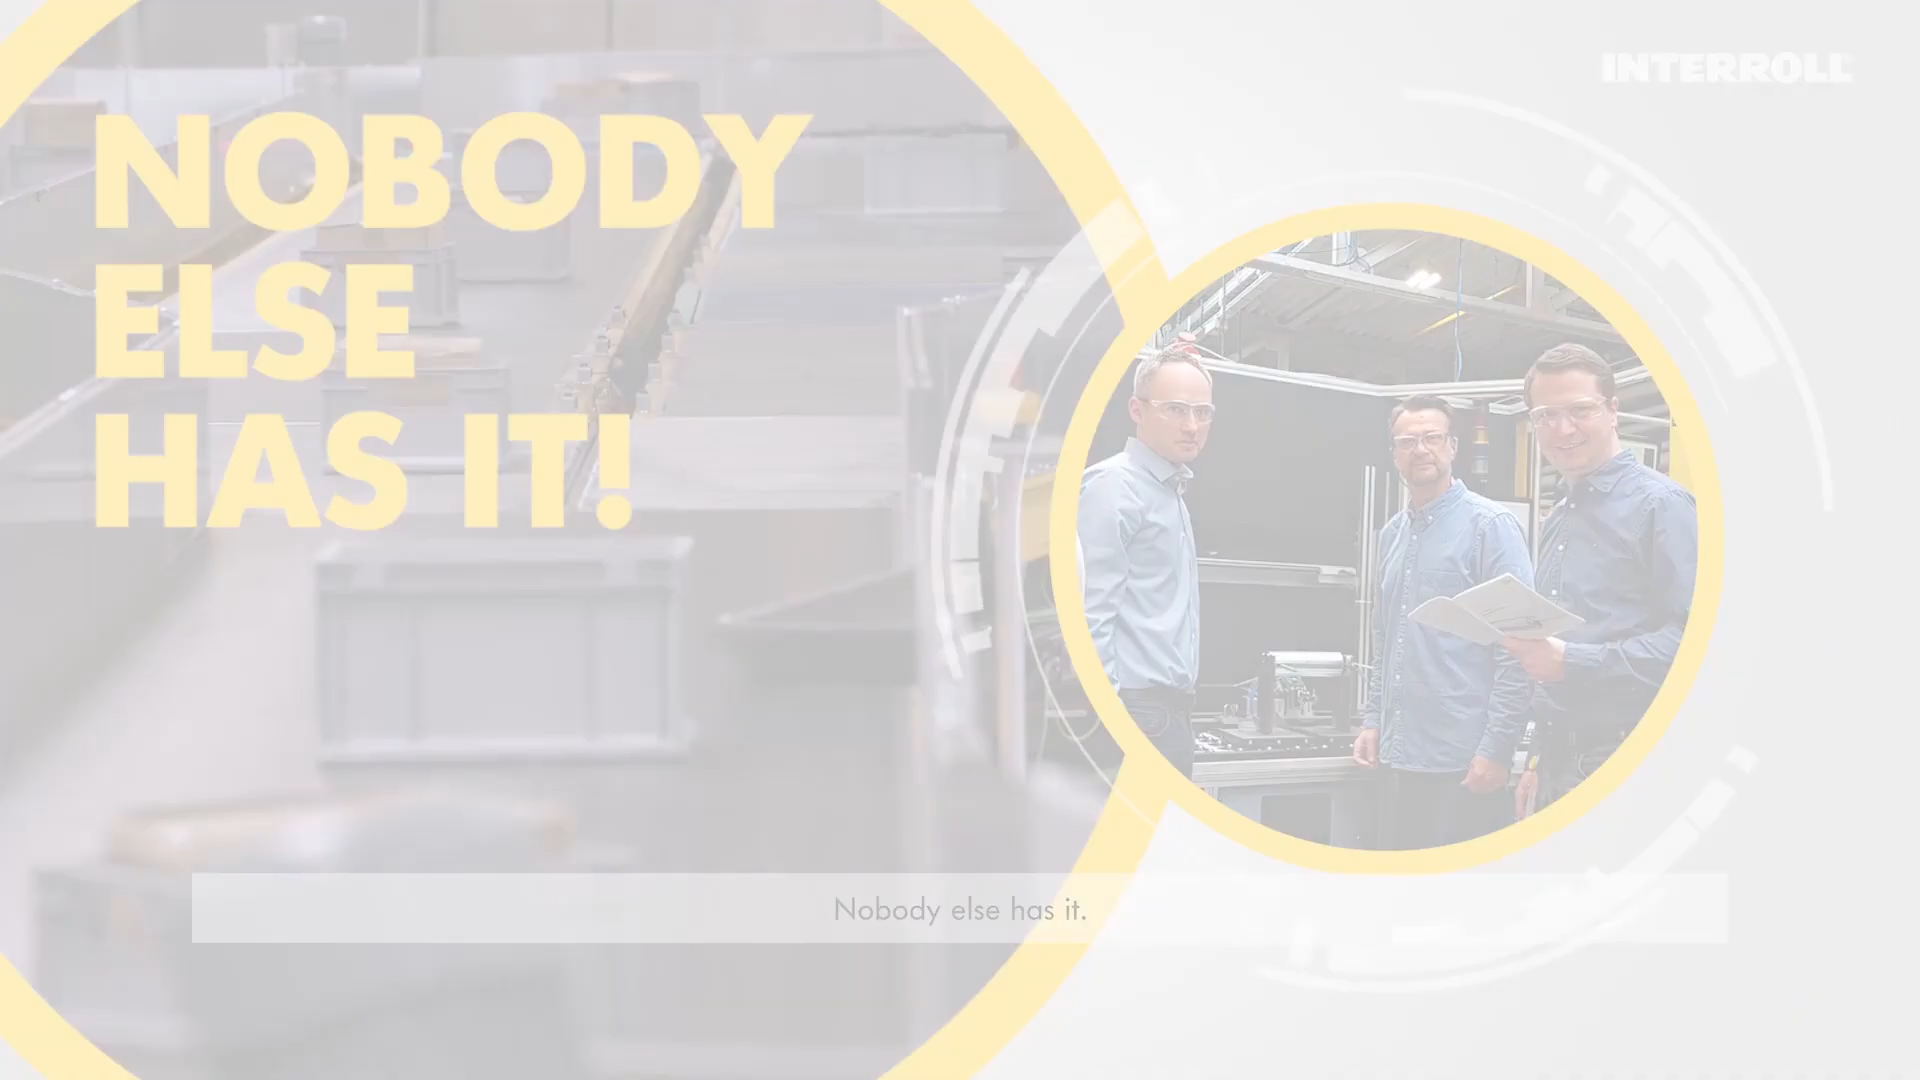 INTERROLL
NOBODY
ELSE
HAS IT!
Nobody else has it.